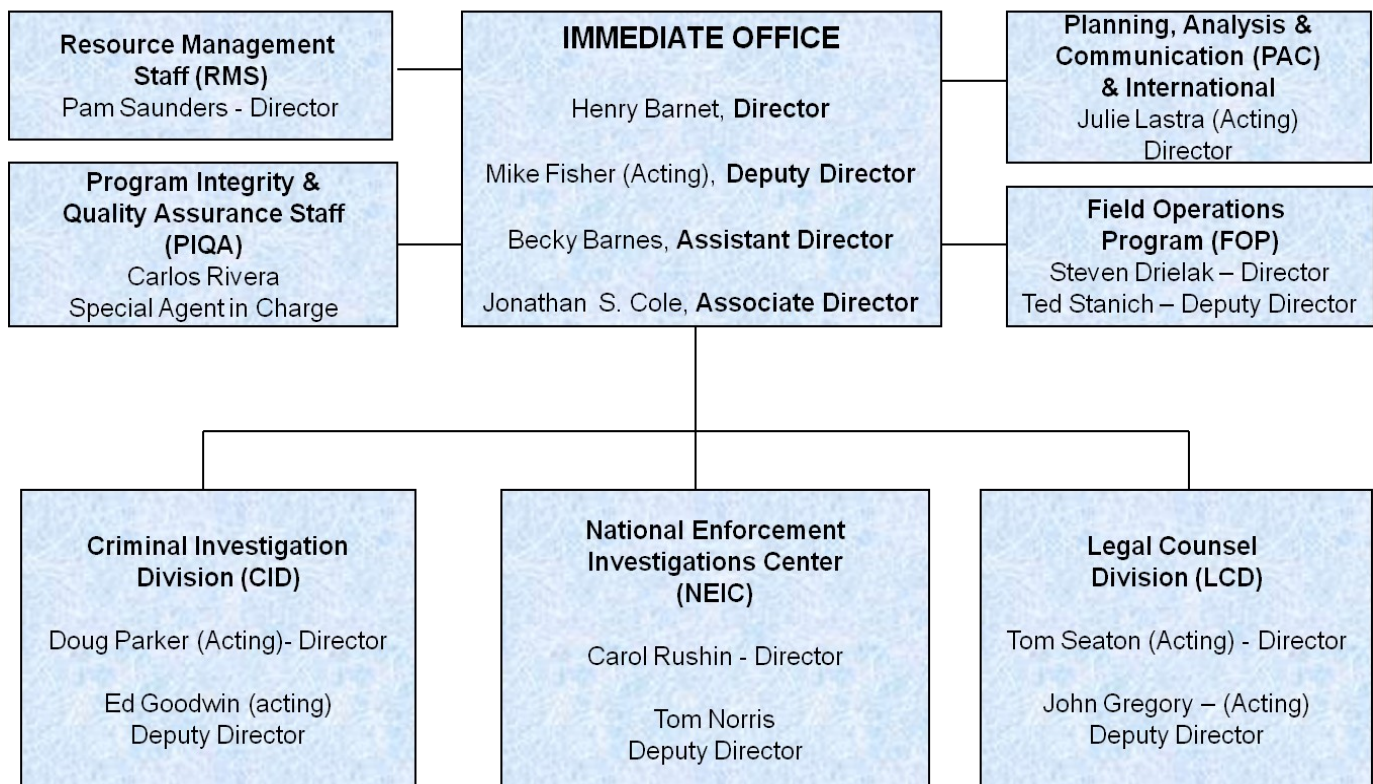 Resource Management
Staff (RMS)
Pam Saunders - Director
Program Integrity &
Quality Assurance Staff
(PIQA)
Carlos Rivera
Special Agent in Charge
IMMEDIATE OFFICE
Henry Barnet, Director
Mike Fisher (Acting), Deputy Director
Becky Barnes, Assistant Director
Jonathan S. Cole, Associate Director
Planning, Analysis &
Communication (PAC)
& International
Julie Lastra (Acting)
Director
Field Operations
Program (FOP)
Steven Drielak – Director
Ted Stanich – Deputy Director
Criminal Investigation
Division (CID)
Doug Parker (Acting)- Director
Ed Goodwin (acting)
Deputy Director
National Enforcement
Investigations Center
(NEIC)
Carol Rushin - Director
Tom Norris
Deputy Director
Legal Counsel
Division (LCD)
Tom Seaton (Acting) - Director
John Gregory – (Acting)
Deputy Director